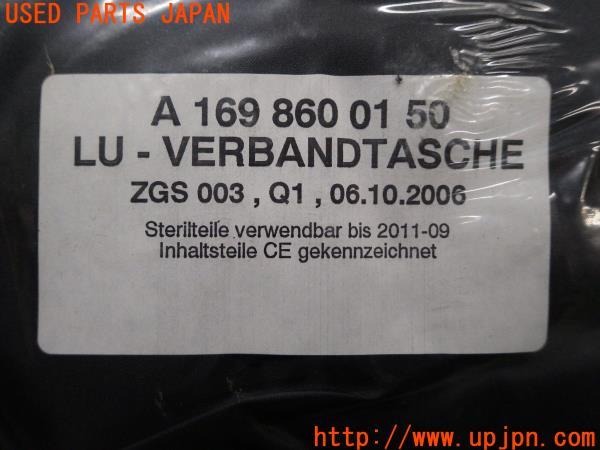 USED PARTS JAPAN
A 169 860 01 50
LU - VERBANDTASCHE
ZGS 003 , Q1 , 06.10.2006
Sterilteile verwendbar bis 2011-09
Inhaltsteile CE gekennzeichnet
UPJ
http://www.upjpn.com/